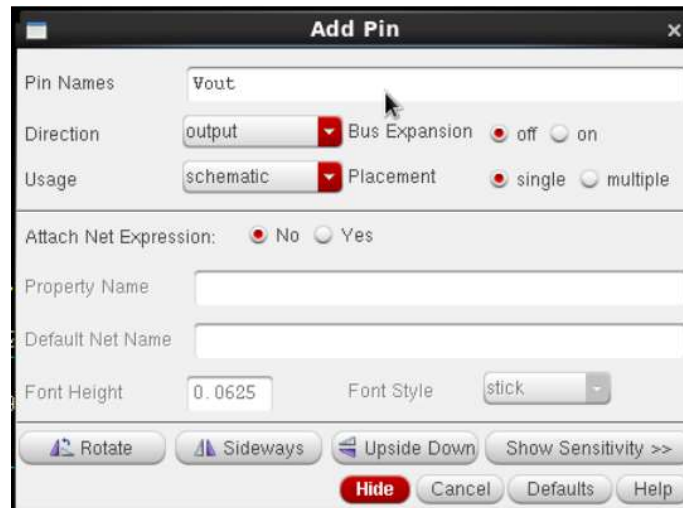 Add Pin
Pin Names Vout
Direction output Bus Expansion off on
Usage schematic Placement single multiple
Attach Net Expression: No Yes
Property Name
Default Net Name
Font Height 0.0625 Font Style stick
Rotate Sideways Upside Down Show Sensitivity >>
Hide Cancel Defaults Help